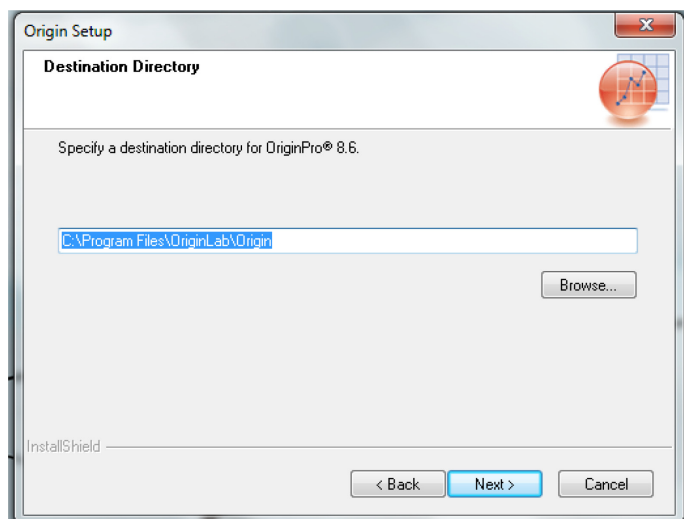 Origin Setup
Destination Directory
Specify a destination directory for OriginPro® 8.6.
C:\Program Files\OriginLab\Origin
Browse...
InstallShield
< Back Next > Cancel